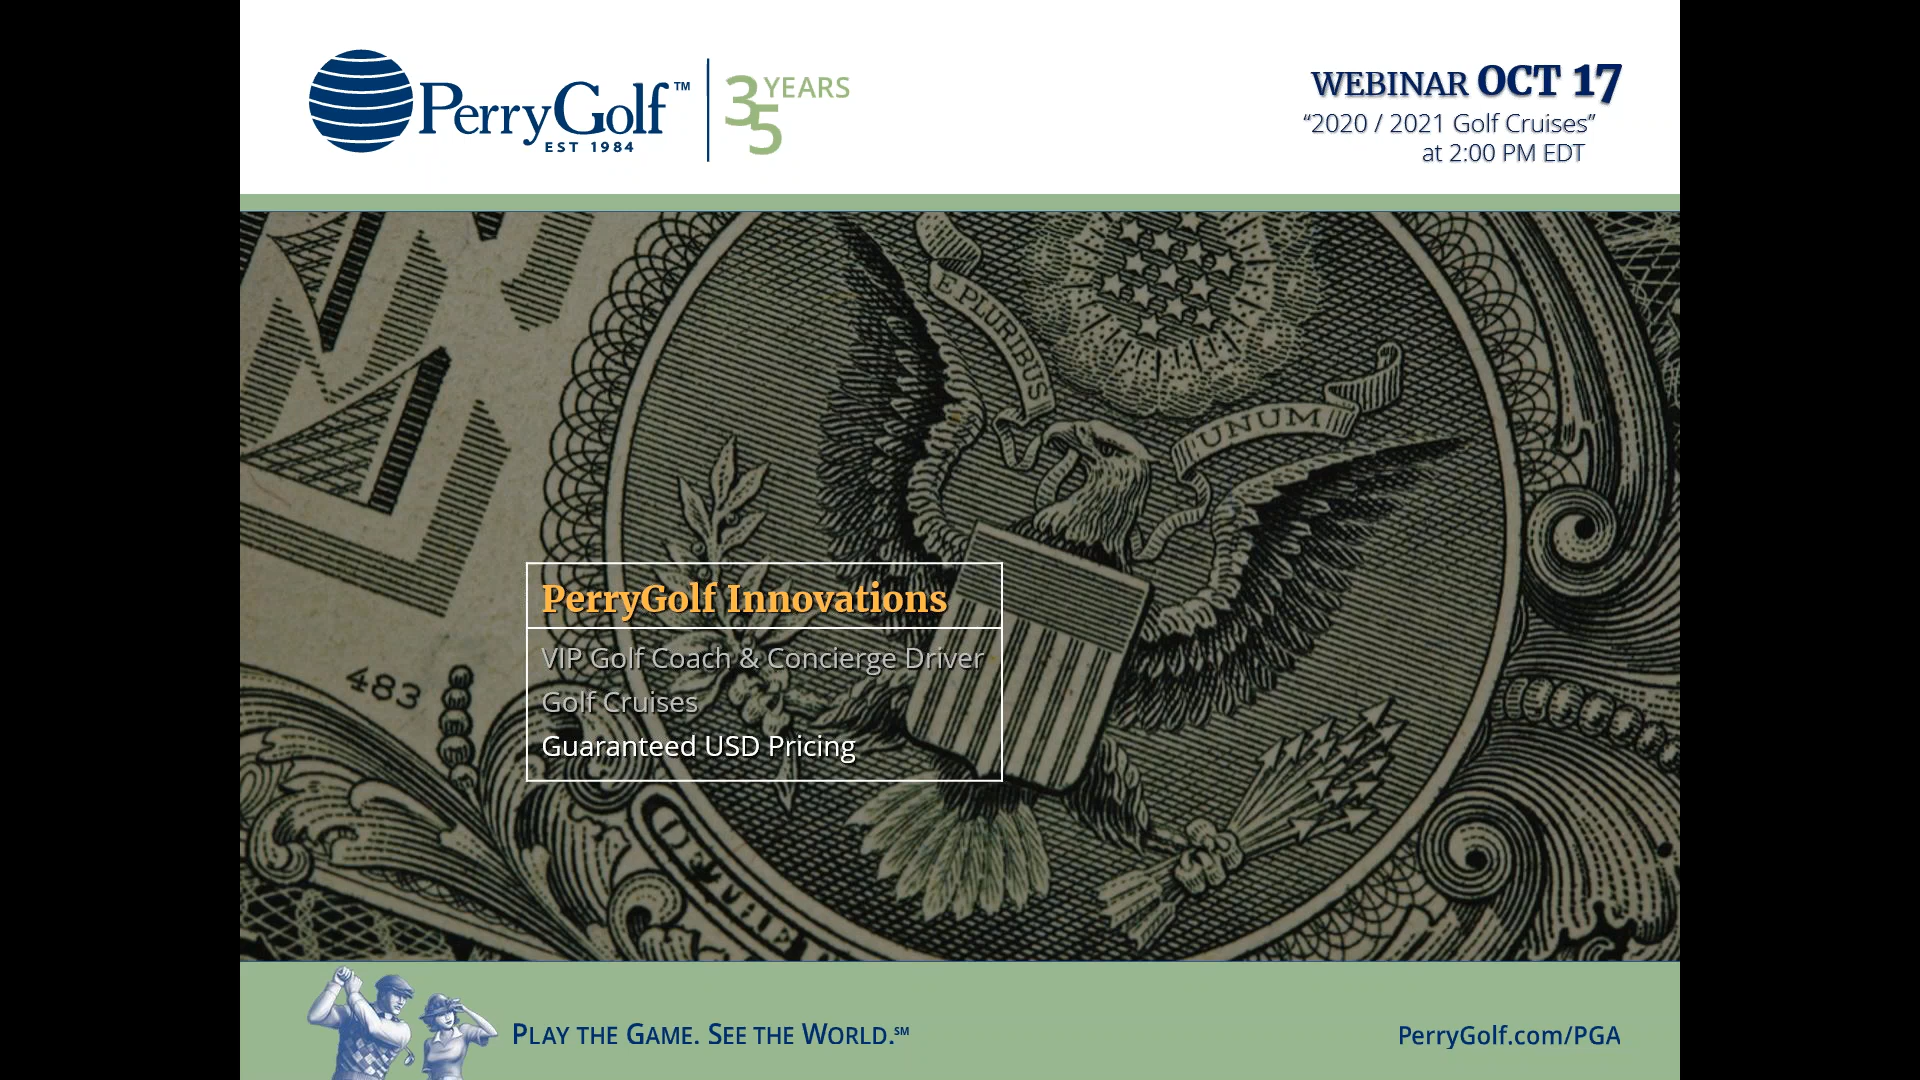 PerryGolf™
EST 1984
35 YEARS
WEBINAR OCT 17
“2020 / 2021 Golf Cruises”
at 2:00 PM EDT
E PLURIBUS
UNUM
PerryGolf Innovations
VIP Golf Coach & Concierge Driver
Golf Cruises
Guaranteed USD Pricing
483
OF THE
PLAY THE GAME. SEE THE WORLD.℠
PerryGolf.com/PGA